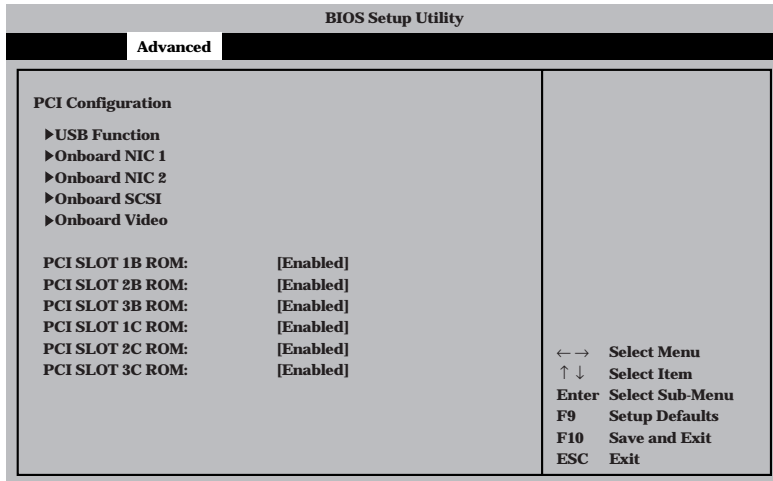 BIOS Setup Utility
Advanced
PCI Configuration
▶USB Function
▶Onboard NIC 1
▶Onboard NIC 2
▶Onboard SCSI
▶Onboard Video
PCI SLOT 1B ROM: [Enabled]
PCI SLOT 2B ROM: [Enabled]
PCI SLOT 3B ROM: [Enabled]
PCI SLOT 1C ROM: [Enabled]
PCI SLOT 2C ROM: [Enabled]
PCI SLOT 3C ROM: [Enabled]
←→ Select Menu
↑↓ Select Item
Enter Select Sub-Menu
F9 Setup Defaults
F10 Save and Exit
ESC Exit